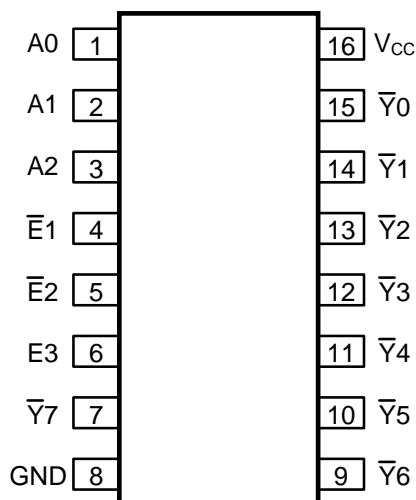 A0 1 16 VCC
A1 2 15 Y̅0
A2 3 14 Y̅1
E̅1 4 13 Y̅2
E̅2 5 12 Y̅3
E3 6 11 Y̅4
Y̅7 7 10 Y̅5
GND 8 9 Y̅6